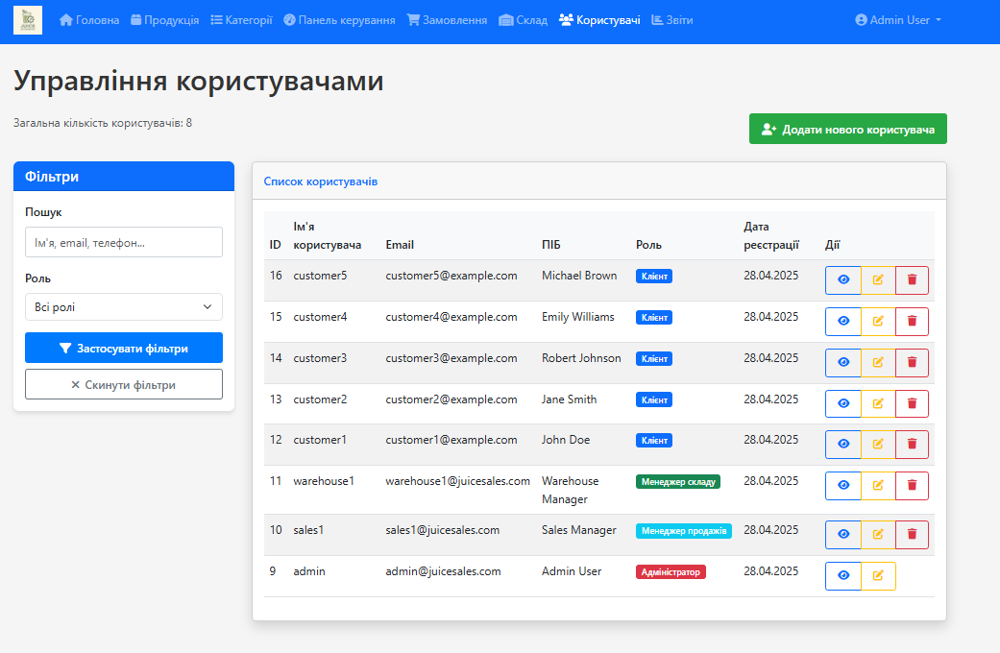 Головна Продукція Категорії Панель керування Замовлення Склад Користувачі Звіти Admin User
Управління користувачами
Загальна кількість користувачів: 8
Додати нового користувача
Фільтри
Пошук
Ім'я, email, телефон...
Роль
Всі ролі
Застосувати фільтри
Скинути фільтри
Список користувачів
ID Ім'я користувача Email ПІБ Роль Дата реєстрації Дії
16 customer5 customer5@example.com Michael Brown Клієнт 28.04.2025
15 customer4 customer4@example.com Emily Williams Клієнт 28.04.2025
14 customer3 customer3@example.com Robert Johnson Клієнт 28.04.2025
13 customer2 customer2@example.com Jane Smith Клієнт 28.04.2025
12 customer1 customer1@example.com John Doe Клієнт 28.04.2025
11 warehouse1 warehouse1@juicesales.com Warehouse Manager Менеджер складу 28.04.2025
10 sales1 sales1@juicesales.com Sales Manager Менеджер продажів 28.04.2025
9 admin admin@juicesales.com Admin User Адміністратор 28.04.2025